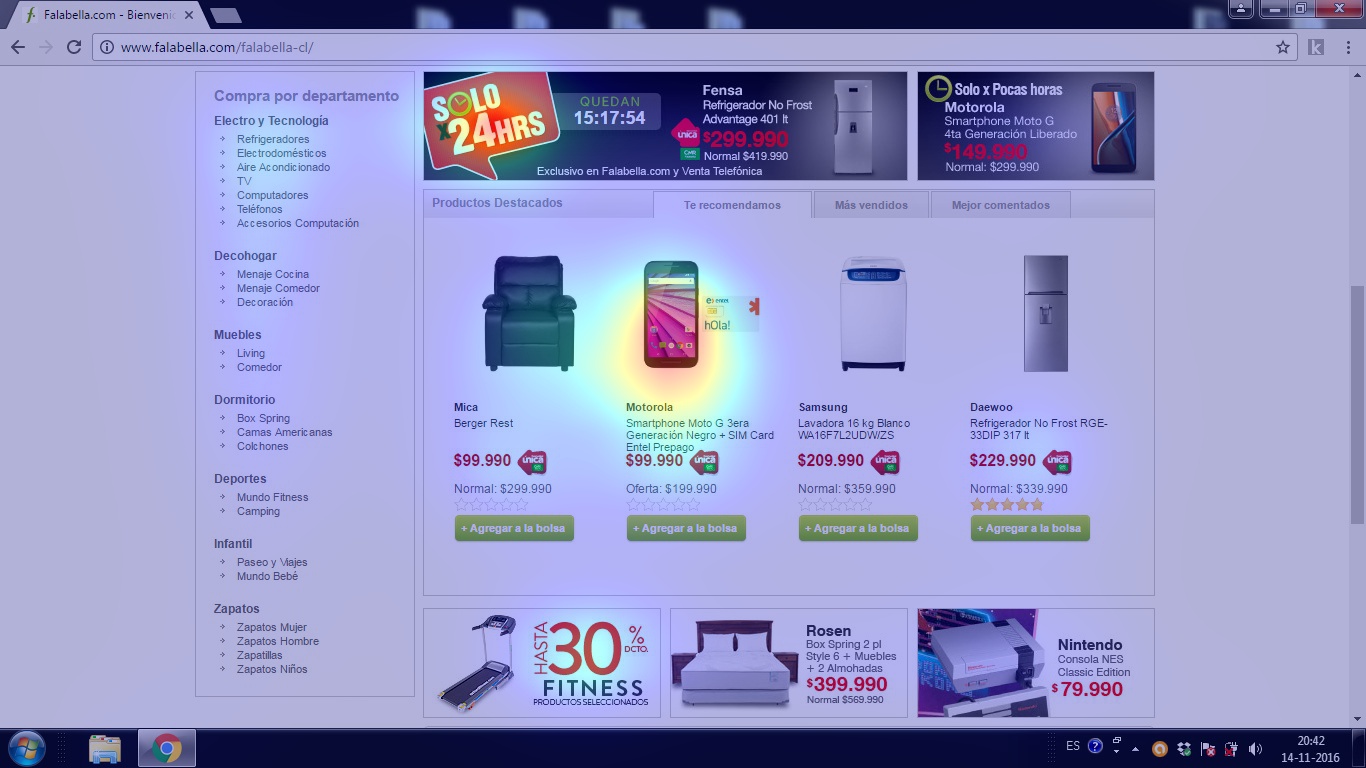 Falabella.com - Bienvenic
www.falabella.com/falabella-cl/
Compra por departamento
Electro y Tecnología
Refrigeradores
Electrodomésticos
Aire Acondicionado
TV
Computadores
Teléfonos
Accesorios Computación
Decohogar
Menaje Cocina
Menaje Comedor
Decoración
Muebles
Living
Comedor
Dormitorio
Box Spring
Camas Americanas
Colchones
Deportes
Mundo Fitness
Camping
Infantil
Paseo y Viajes
Mundo Bebé
Zapatos
Zapatos Mujer
Zapatos Hombre
Zapatillas
Zapatos Niños
SOLO
x24HRS
QUEDAN
15:17:54
Fensa
Refrigerador No Frost
Advantage 401 lt
única
CMR
$299.990
Normal $419.990
Exclusivo en Falabella.com y Venta Telefónica
Solo x Pocas horas
Motorola
Smartphone Moto G
4ta Generación Liberado
$149.990
Normal: $299.990
Productos Destacados
Te recomendamos
Más vendidos
Mejor comentados
entel
hOla!
Mica
Berger Rest
$99.990 única
Normal: $299.990
+ Agregar a la bolsa
Motorola
Smartphone Moto G 3era
Generación Negro + SIM Card
Entel Prepago
$99.990 única
Oferta: $199.990
+ Agregar a la bolsa
Samsung
Lavadora 16 kg Blanco
WA16F7L2UDW/ZS
$209.990 única
Normal: $359.990
+ Agregar a la bolsa
Daewoo
Refrigerador No Frost RGE-
33DIP 317 lt
$229.990 única
Normal: $339.990
+ Agregar a la bolsa
HASTA
30%
DCTO.
FITNESS
PRODUCTOS SELECCIONADOS
Rosen
Box Spring 2 pl
Style 6 + Muebles
+ 2 Almohadas
$399.990
Normal $569.990
Nintendo
Consola NES
Classic Edition
$79.990
ES
20:42
14-11-2016